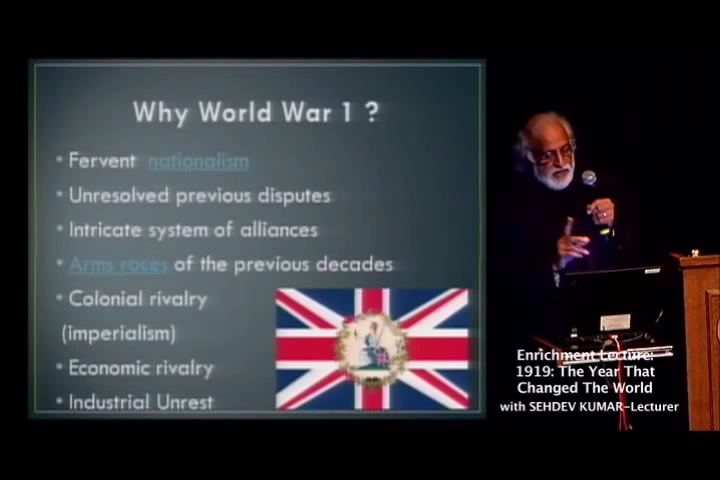 Why World War 1 ?
• Fervent nationalism
• Unresolved previous disputes
• Intricate system of alliances
• Arms races of the previous decades
• Colonial rivalry
(imperialism)
• Economic rivalry
• Industrial Unrest
Enrichment Lecture:
1919: The Year That
Changed The World
with SEHDEV KUMAR-Lecturer